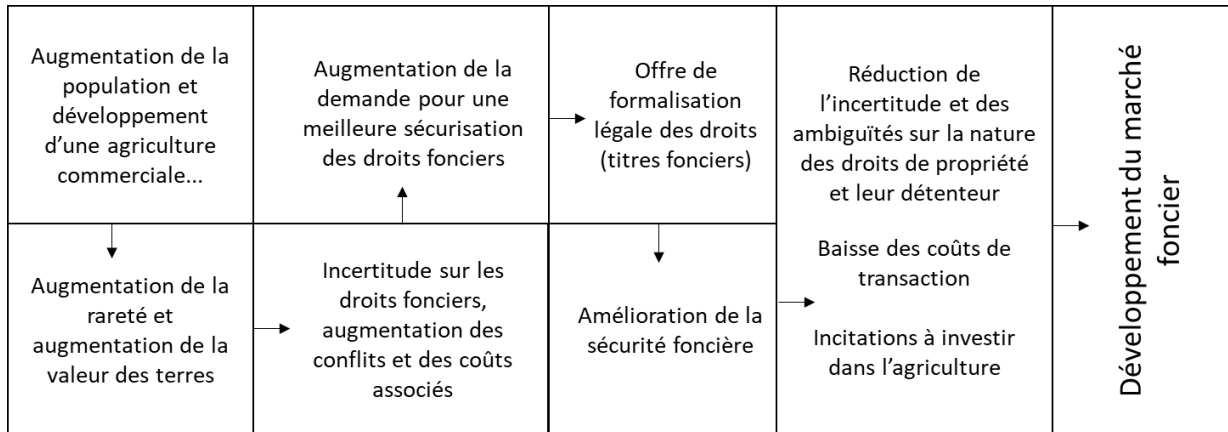 Augmentation de la
population et
développement
d’une agriculture
commerciale...
Augmentation de la
rareté et
augmentation de la
valeur des terres
Incertitude sur les
droits fonciers,
augmentation des
conflits et des coûts
associés
Augmentation de la
demande pour une
meilleure sécurisation
des droits fonciers
Offre de
formalisation
légale des droits
(titres fonciers)
Amélioration de la
sécurité foncière
Réduction de
l’incertitude et des
ambiguïtés sur la nature
des droits de propriété
et leur détenteur
Baisse des coûts de
transaction
Incitations à investir
dans l’agriculture
Développement du marché
foncier